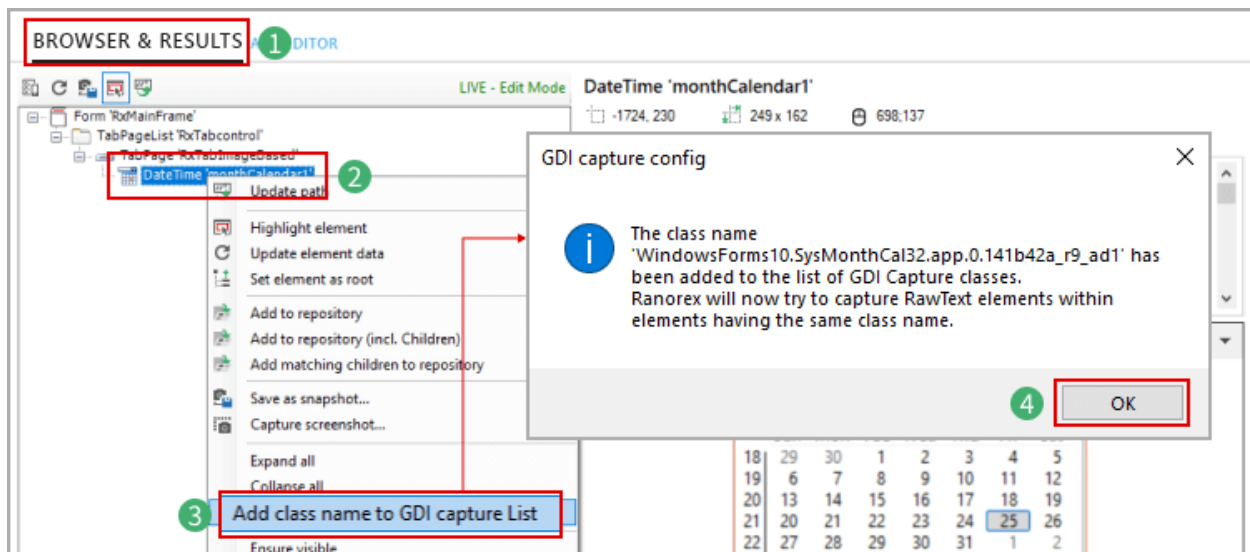 BROWSER & RESULTS
1
DITOR
LIVE - Edit Mode
DateTime 'monthCalendar1'
-1724, 230
249 x 162
698;137
Form 'RxMainFrame'
TabPageList 'RxTabcontrol'
TabPage 'RxTabImageBased'
DateTime 'monthCalendar1'
2
Update path
Highlight element
Update element data
Set element as root
Add to repository
Add to repository (incl. Children)
Add matching children to repository
Save as snapshot...
Capture screenshot...
Expand all
Collapse all
3
Add class name to GDI capture List
Ensure visible
GDI capture config
The class name
'WindowsForms10.SysMonthCal32.app.0.141b42a_r9_ad1' has
been added to the list of GDI Capture classes.
Ranorex will now try to capture RawText elements within
elements having the same class name.
4
OK
18 29 30 1 2 3 4 5
19 6 7 8 9 10 11 12
20 13 14 15 16 17 18 19
21 20 21 22 23 24 25 26
22 27 28 29 30 31 1 2